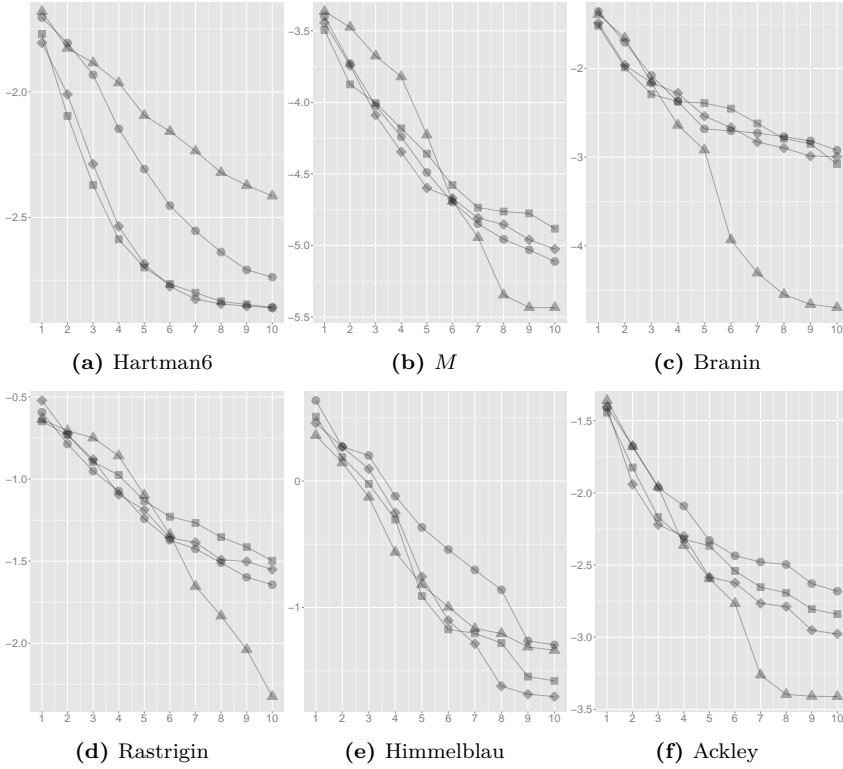 −2.0
−2.5
1 2 3 4 5 6 7 8 9 10
(a) Hartman6
−3.5
−4.0
−4.5
−5.0
−5.5
1 2 3 4 5 6 7 8 9 10
(b) M
−2
−3
−4
1 2 3 4 5 6 7 8 9 10
(c) Branin
−0.5
−1.0
−1.5
−2.0
1 2 3 4 5 6 7 8 9 10
(d) Rastrigin
0
−1
1 2 3 4 5 6 7 8 9 10
(e) Himmelblau
−1.5
−2.0
−2.5
−3.0
−3.5
1 2 3 4 5 6 7 8 9 10
(f) Ackley